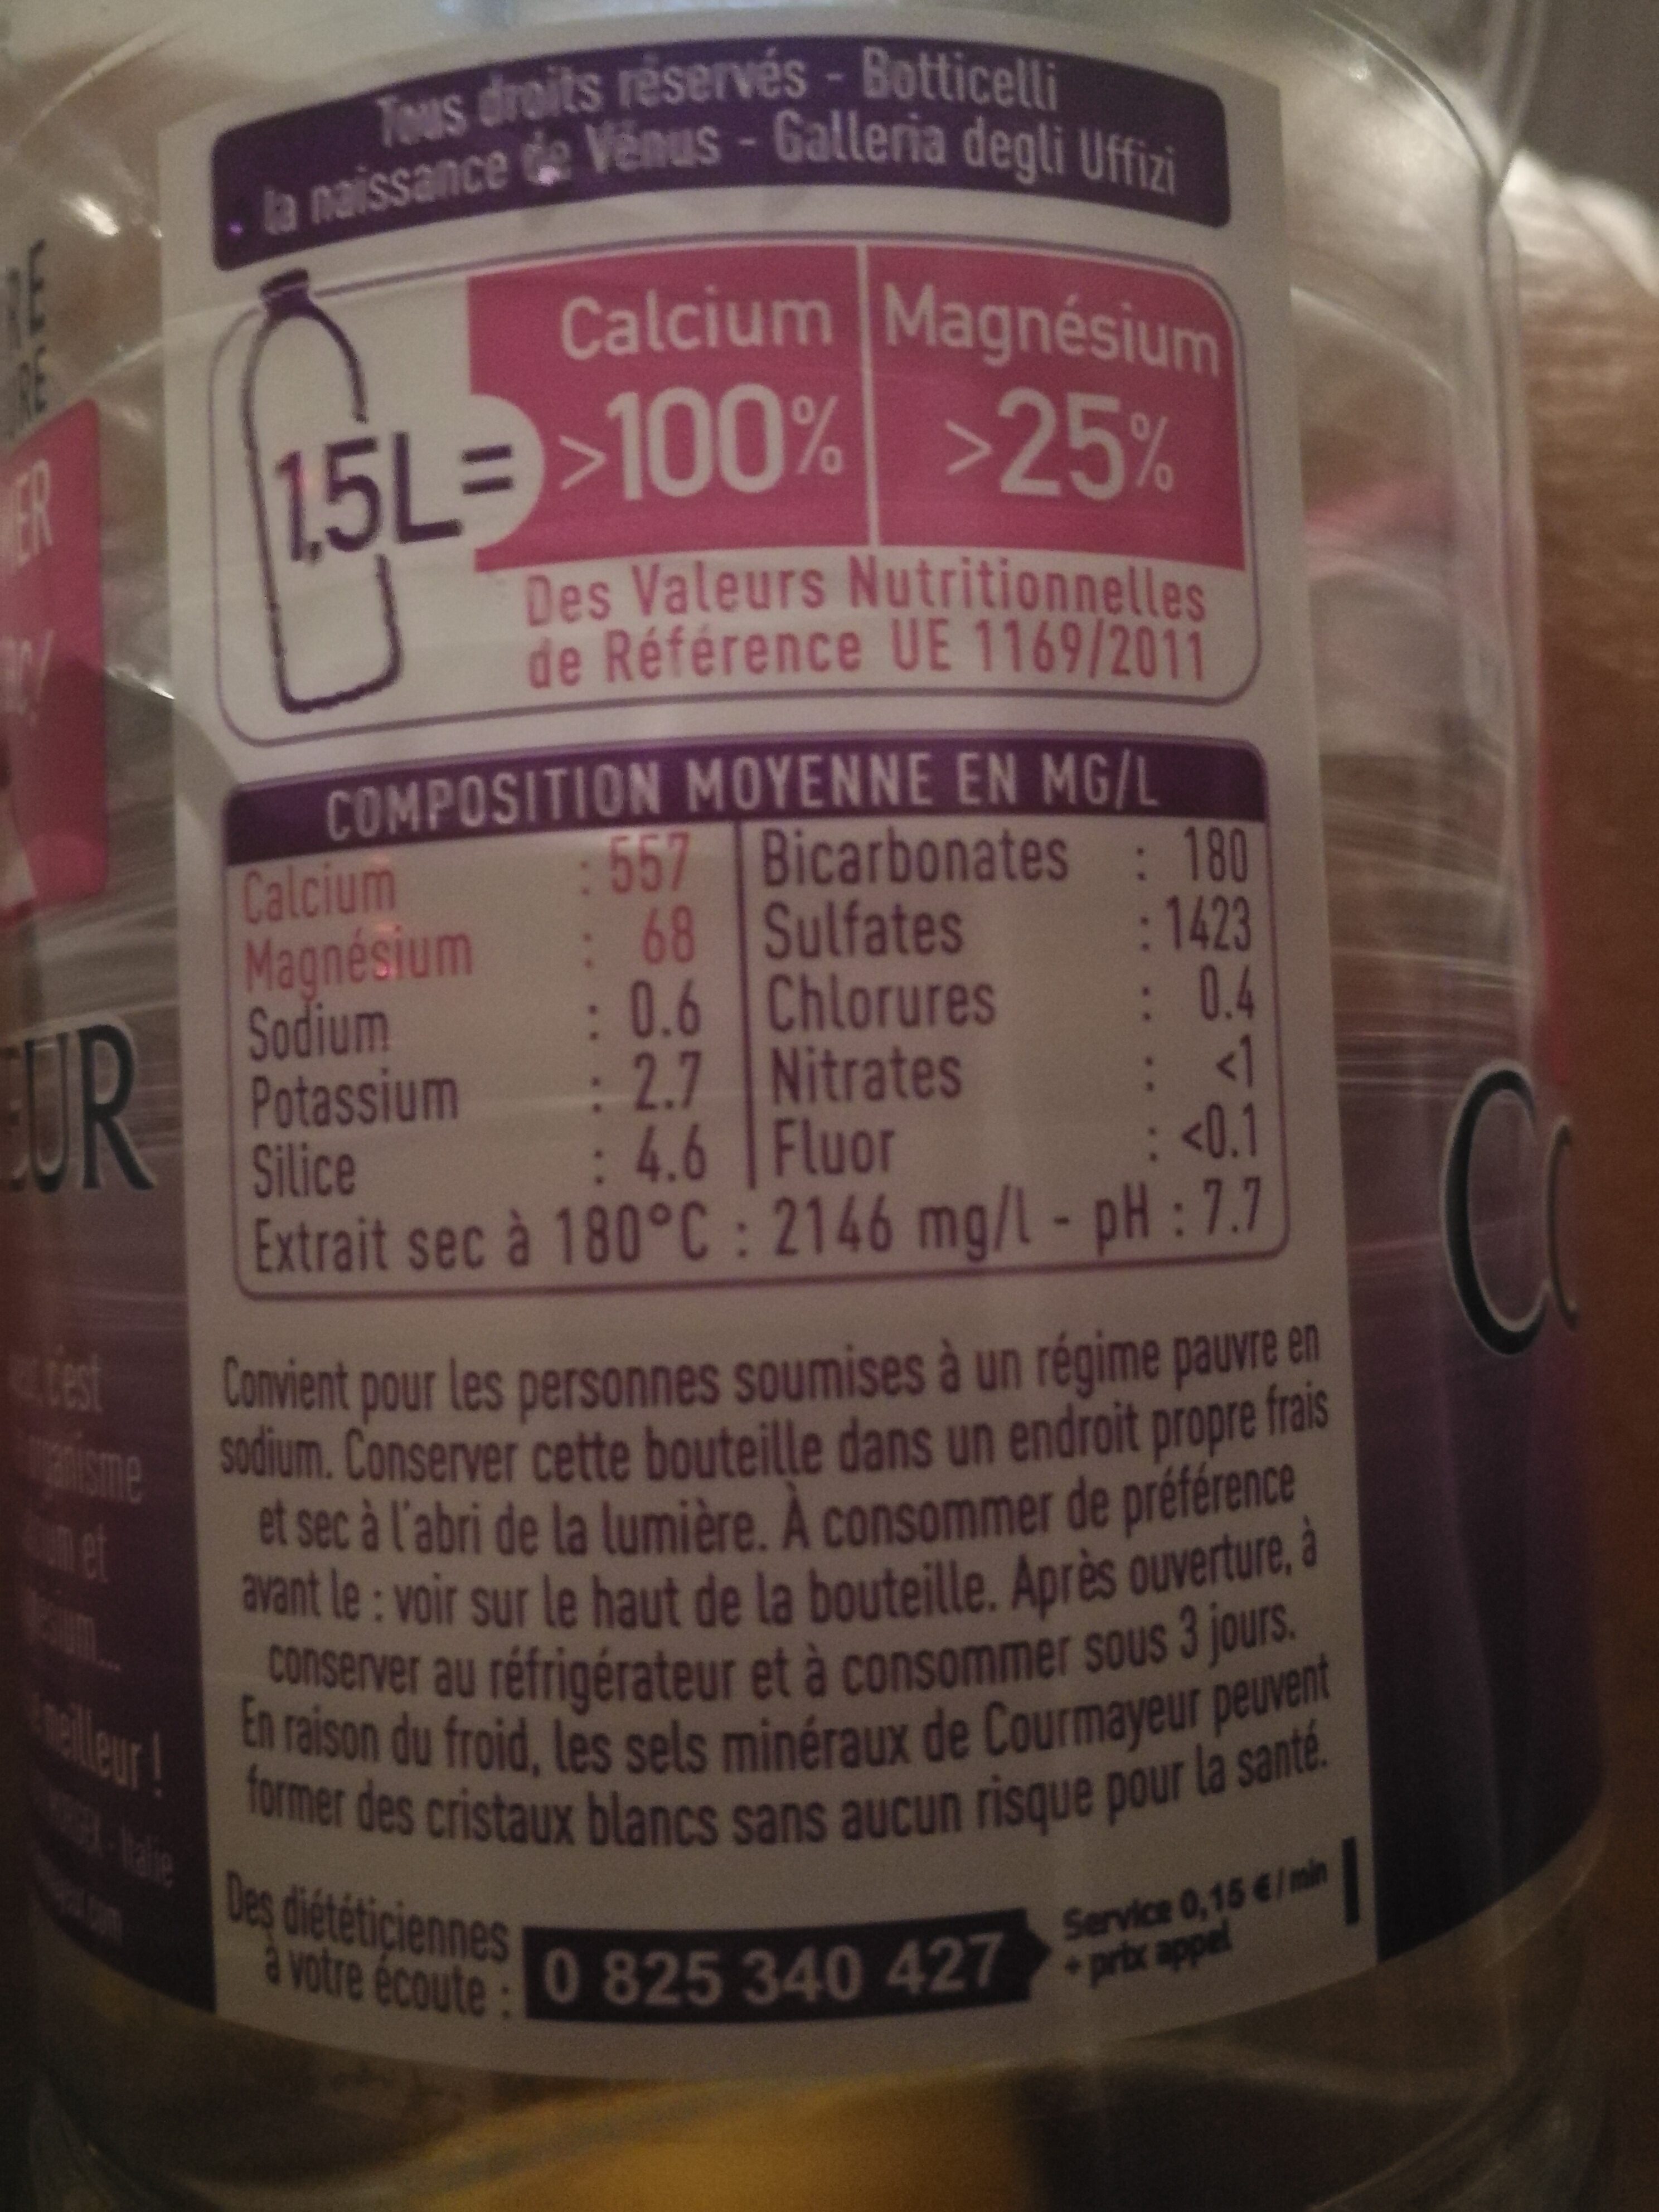 Tous droits réservés - Botticelli
la naissance de Vénus - Galleria degli Uffizi
Calcium
Magnésium
1,5L=
>100%
>25%
Des Valeurs Nutritionnelles
de Référence UE 1169/2011
COMPOSITION MOYENNE EN MG/L
Calcium : 557
Magnésium : 68
Sodium : 0.6
Potassium : 2.7
Silice : 4.6
Bicarbonates : 180
Sulfates : 1423
Chlorures : 0.4
Nitrates : <1
Fluor : <0.1
Extrait sec à 180°C : 2146 mg/l - pH : 7.7
Convient pour les personnes soumises à un régime pauvre en
sodium. Conserver cette bouteille dans un endroit propre frais
et sec à l'abri de la lumière. À consommer de préférence
avant le : voir sur le haut de la bouteille. Après ouverture, à
conserver au réfrigérateur et à consommer sous 3 jours.
En raison du froid, les sels minéraux de Courmayeur peuvent
former des cristaux blancs sans aucun risque pour la santé.
Des diététiciennes
à votre écoute :
0 825 340 427
Service 0,15 €/min
+ prix appel
EUR
c'est
et
meilleur !
Italie